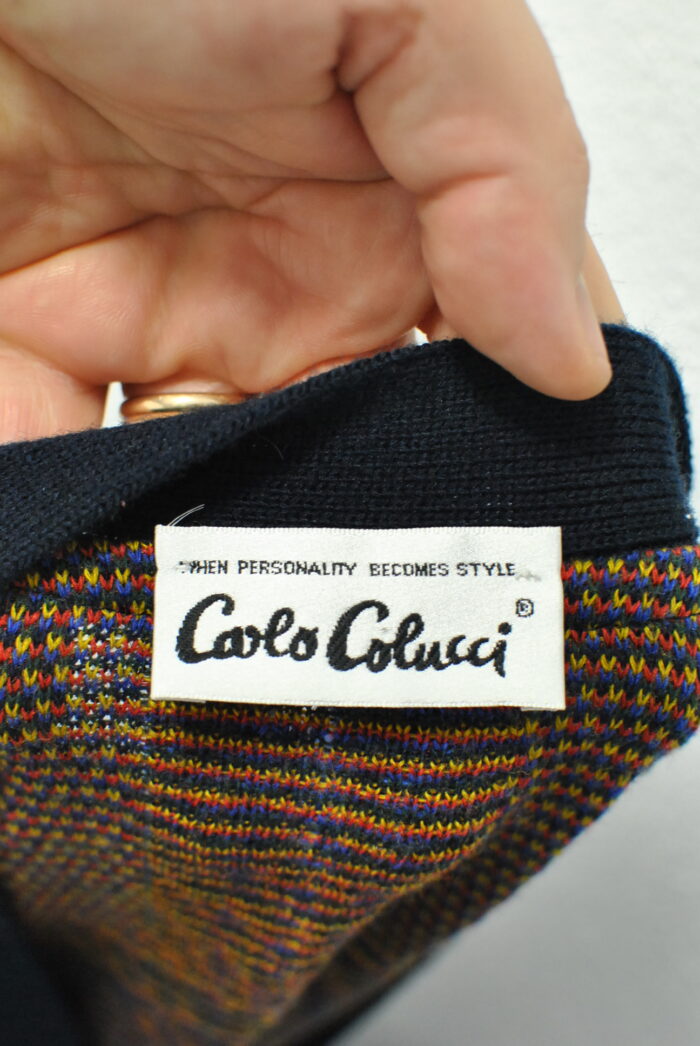 WHEN PERSONALITY BECOMES STYLE
Carlo Colucci ®